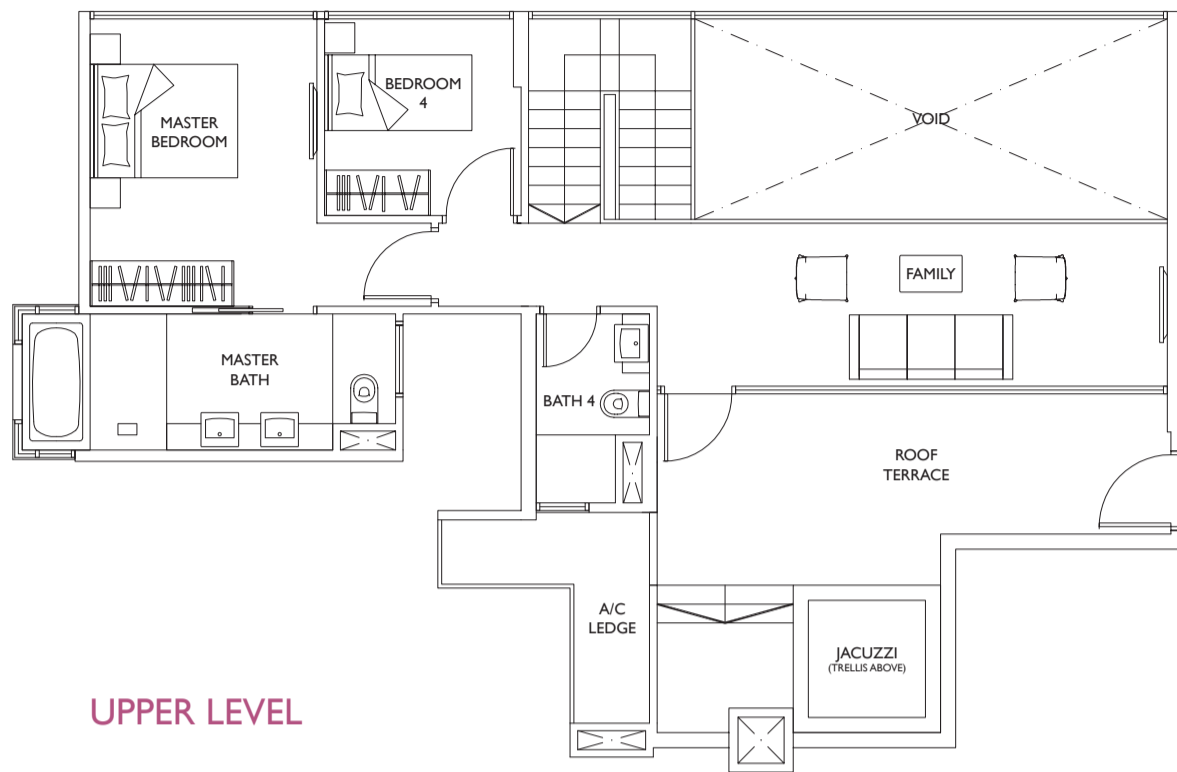 BEDROOM
4
MASTER
BEDROOM
VOID
FAMILY
MASTER
BATH
BATH 4
ROOF
TERRACE
A/C
LEDGE
JACUZZI
(TRELLIS ABOVE)
UPPER LEVEL